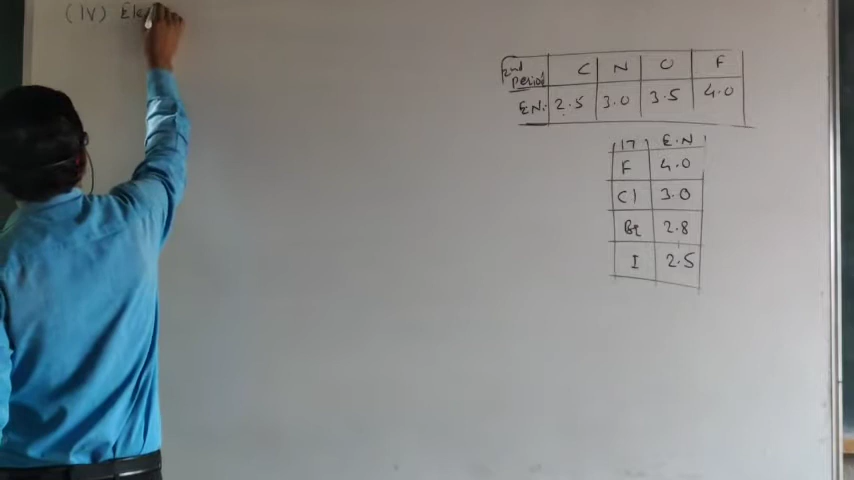 (IV) Ele
2nd period C N O F
E.N. 2.5 3.0 3.5 4.0
17 E.N
F 4.0
Cl 3.0
Br 2.8
I 2.5